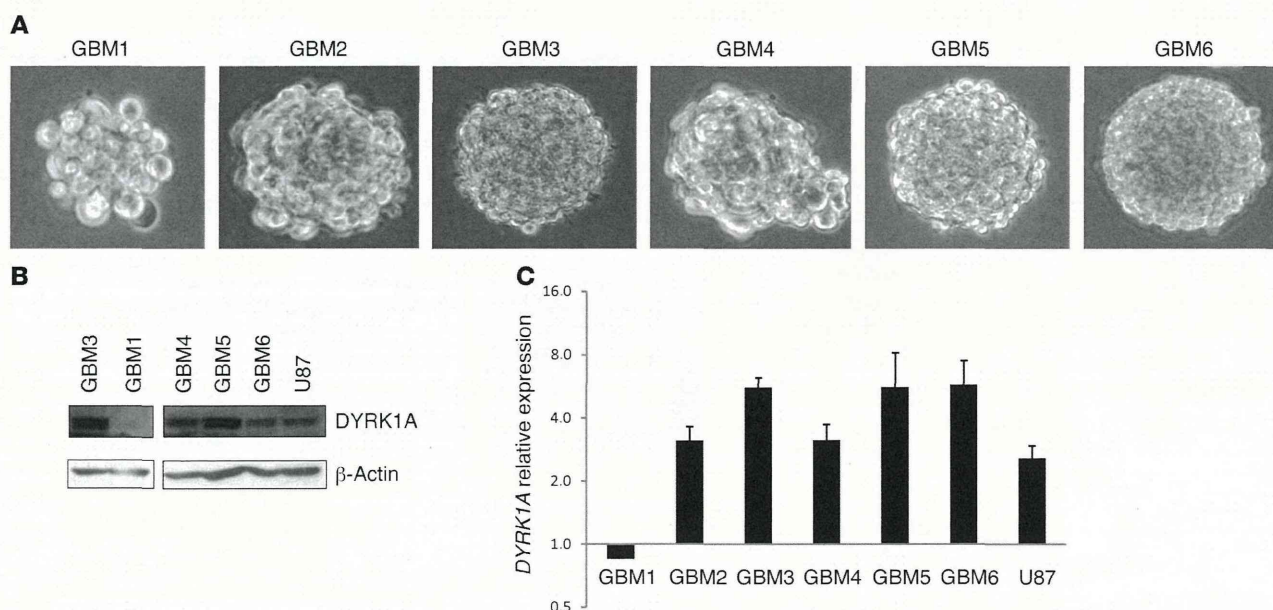 A
GBM1 GBM2 GBM3 GBM4 GBM5 GBM6
B
GBM3 GBM1 GBM4 GBM5 GBM6 U87
DYRK1A
β-Actin
C
DYRK1A relative expression
16.0
8.0
4.0
2.0
1.0
0.5
GBM1 GBM2 GBM3 GBM4 GBM5 GBM6 U87